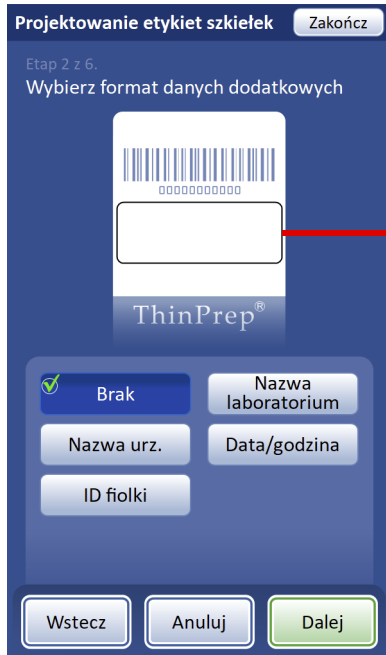 Projektowanie etykiet szkiełek
Zakończ
Etap 2 z 6.
Wybierz format danych dodatkowych
00000000000
ThinPrep®
Brak
Nazwa
laboratorium
Nazwa urz.
Data/godzina
ID fiolki
Wstecz
Anuluj
Dalej